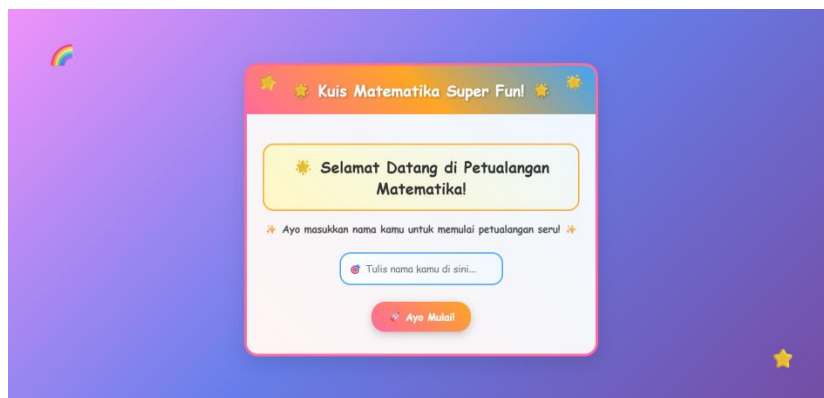 Kuis Matematika Super Fun!
Selamat Datang di Petualangan
Matematika!
Ayo masukkan nama kamu untuk memulai petualangan seru!
Tulis nama kamu di sini...
Ayo Mulai!